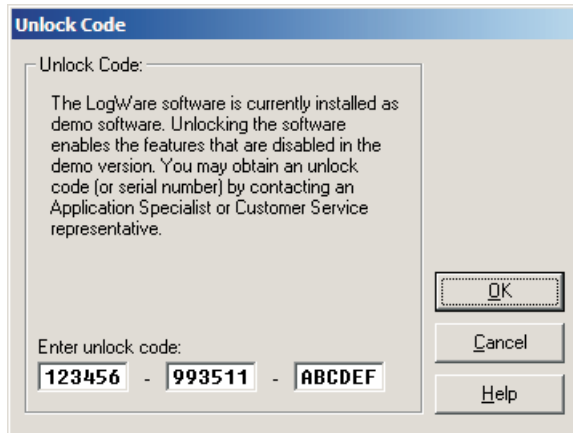 Unlock Code
Unlock Code:
The LogWare software is currently installed as
demo software. Unlocking the software
enables the features that are disabled in the
demo version. You may obtain an unlock
code (or serial number) by contacting an
Application Specialist or Customer Service
representative.
OK
Cancel
Enter unlock code:
123456 - 993511 - ABCDEF
Help